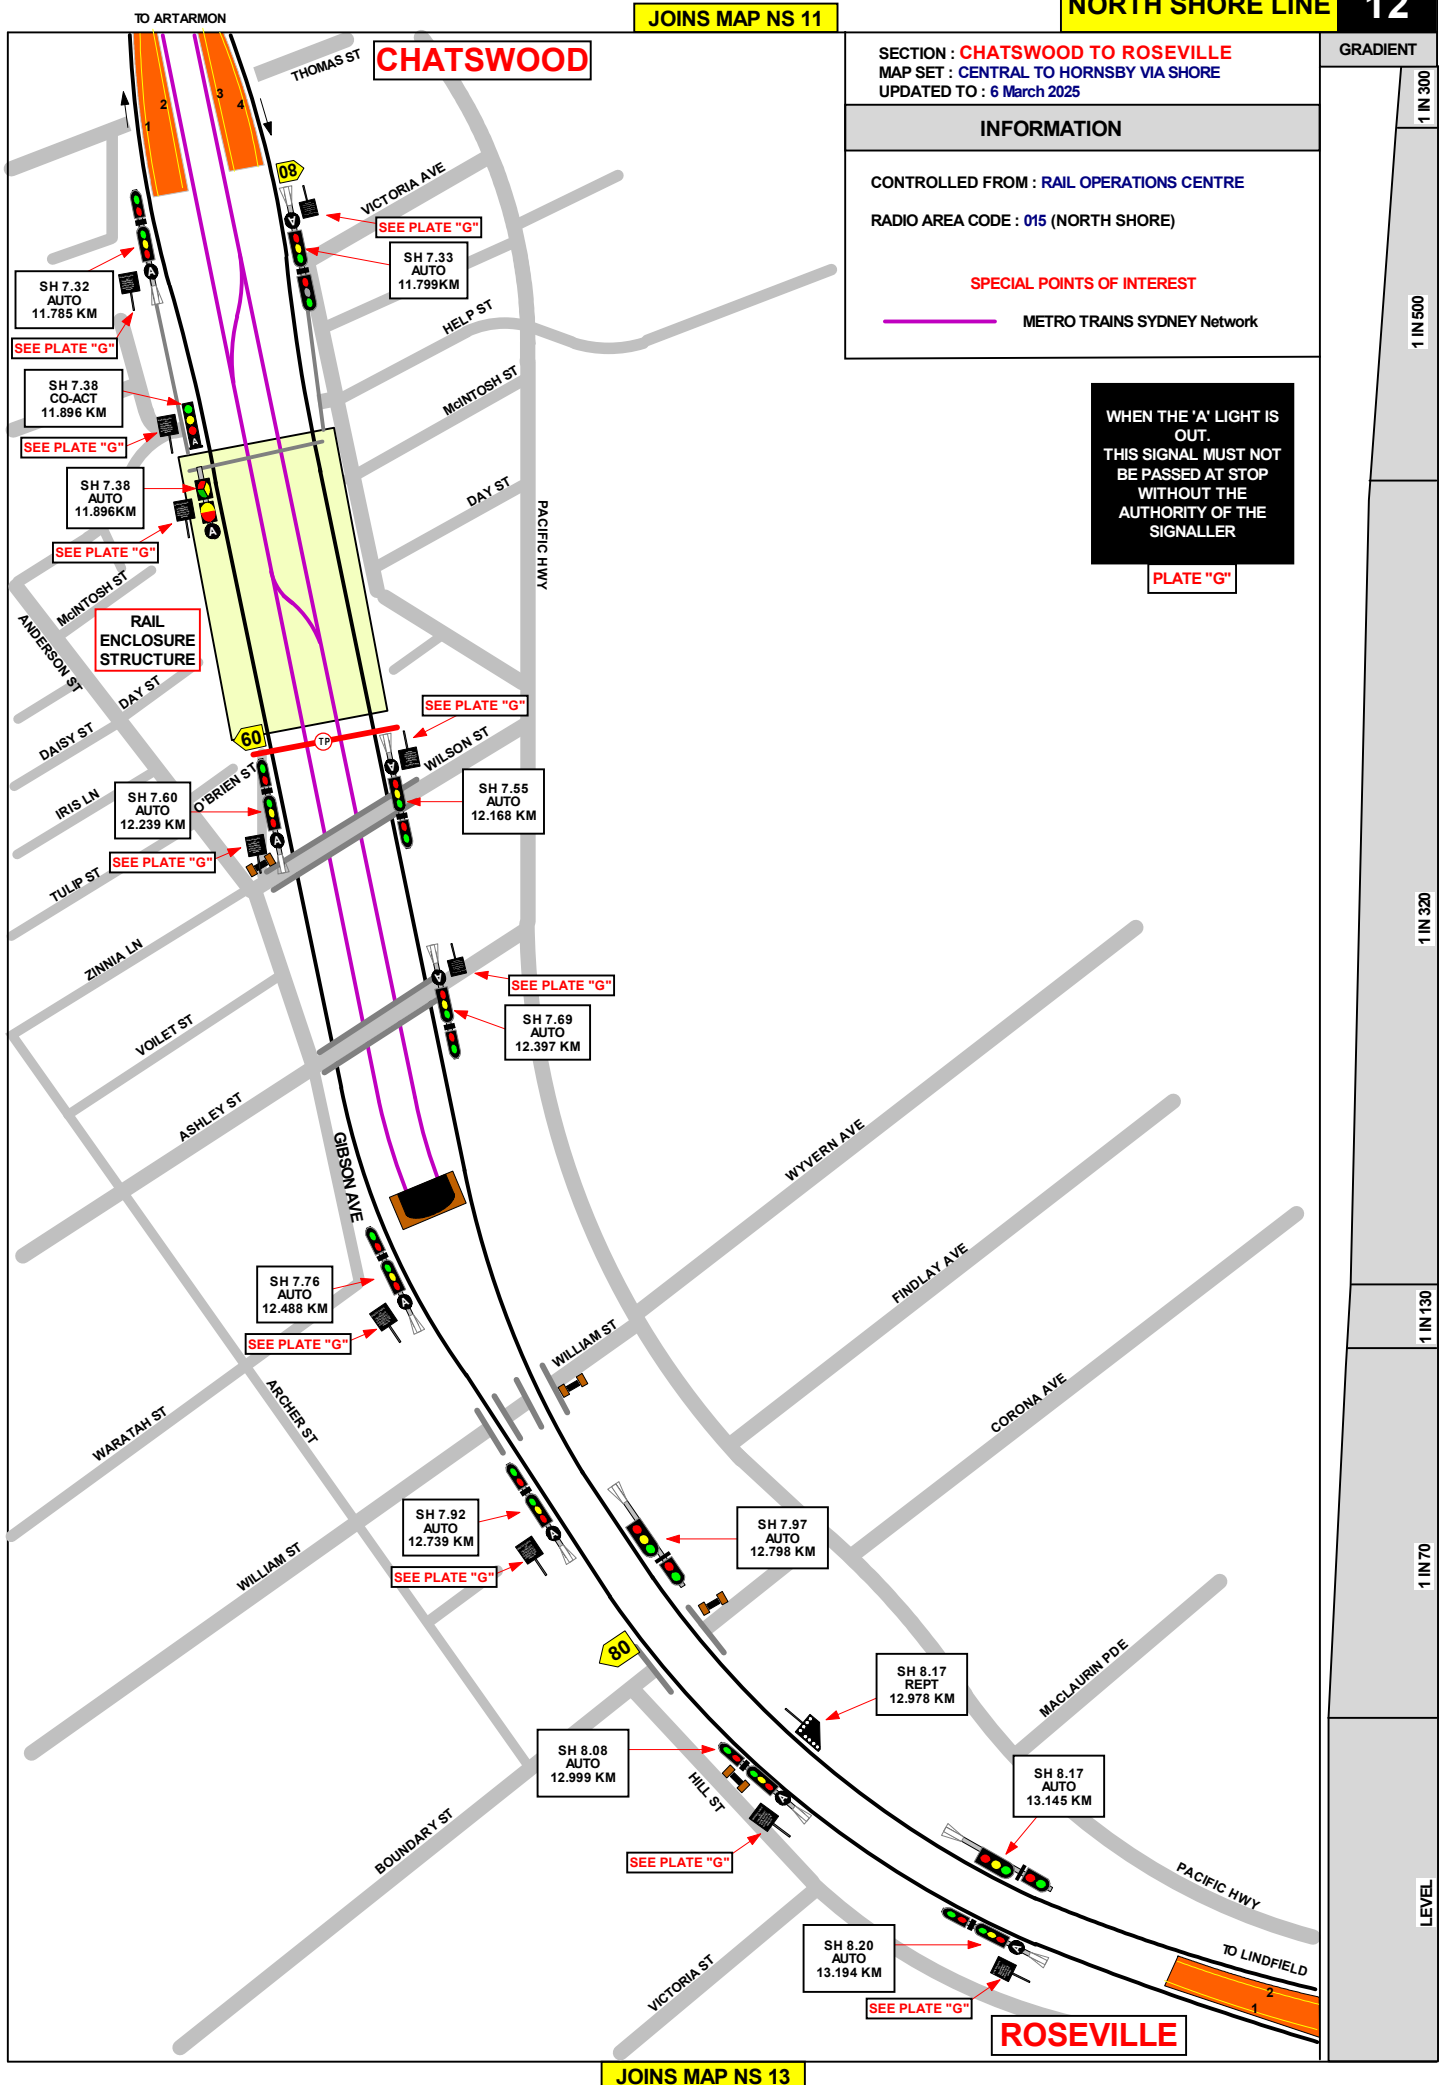 TO ARTARMON
JOINS MAP NS 11
NORTH SHORE LINE
12
CHATSWOOD
THOMAS ST
SECTION : CHATSWOOD TO ROSEVILLE
MAP SET : CENTRAL TO HORNSBY VIA SHORE
UPDATED TO : 6 March 2025
GRADIENT
INFORMATION
CONTROLLED FROM : RAIL OPERATIONS CENTRE
RADIO AREA CODE : 015 (NORTH SHORE)
SPECIAL POINTS OF INTEREST
METRO TRAINS SYDNEY Network
1 IN 300
1 IN 500
1 IN 320
1 IN 130
1 IN 70
LEVEL
WHEN THE 'A' LIGHT IS
OUT.
THIS SIGNAL MUST NOT
BE PASSED AT STOP
WITHOUT THE
AUTHORITY OF THE
SIGNALLER
PLATE "G"
1
2
3
4
80
VICTORIA AVE
SEE PLATE "G"
A
SH 7.33
AUTO
11.799KM
SH 7.32
AUTO
11.785 KM
A
SEE PLATE "G"
HELP ST
SH 7.38
CO-ACT
11.896 KM
A
SEE PLATE "G"
McINTOSH ST
SH 7.38
AUTO
11.896KM
A
SEE PLATE "G"
DAY ST
PACIFIC HWY
McINTOSH ST
ANDERSON ST
RAIL
ENCLOSURE
STRUCTURE
DAY ST
DAISY ST
SEE PLATE "G"
60
TP
A
WILSON ST
O'BRIEN ST
IRIS LN
SH 7.60
AUTO
12.239 KM
A
SEE PLATE "G"
SH 7.55
AUTO
12.168 KM
TULIP ST
ZINNIA LN
A
SEE PLATE "G"
SH 7.69
AUTO
12.397 KM
VOILET ST
ASHLEY ST
GIBSON AVE
WYVERN AVE
SH 7.76
AUTO
12.488 KM
A
SEE PLATE "G"
FINDLAY AVE
WILLIAM ST
WARATAH ST
ARCHER ST
CORONA AVE
SH 7.92
AUTO
12.739 KM
A
SEE PLATE "G"
SH 7.97
AUTO
12.798 KM
WILLIAM ST
80
SH 8.17
REPT
12.978 KM
MACLAURIN PDE
SH 8.08
AUTO
12.999 KM
A
HILL ST
SEE PLATE "G"
SH 8.17
AUTO
13.145 KM
BOUNDARY ST
PACIFIC HWY
SH 8.20
AUTO
13.194 KM
A
SEE PLATE "G"
VICTORIA ST
TO LINDFIELD
2
1
ROSEVILLE
JOINS MAP NS 13